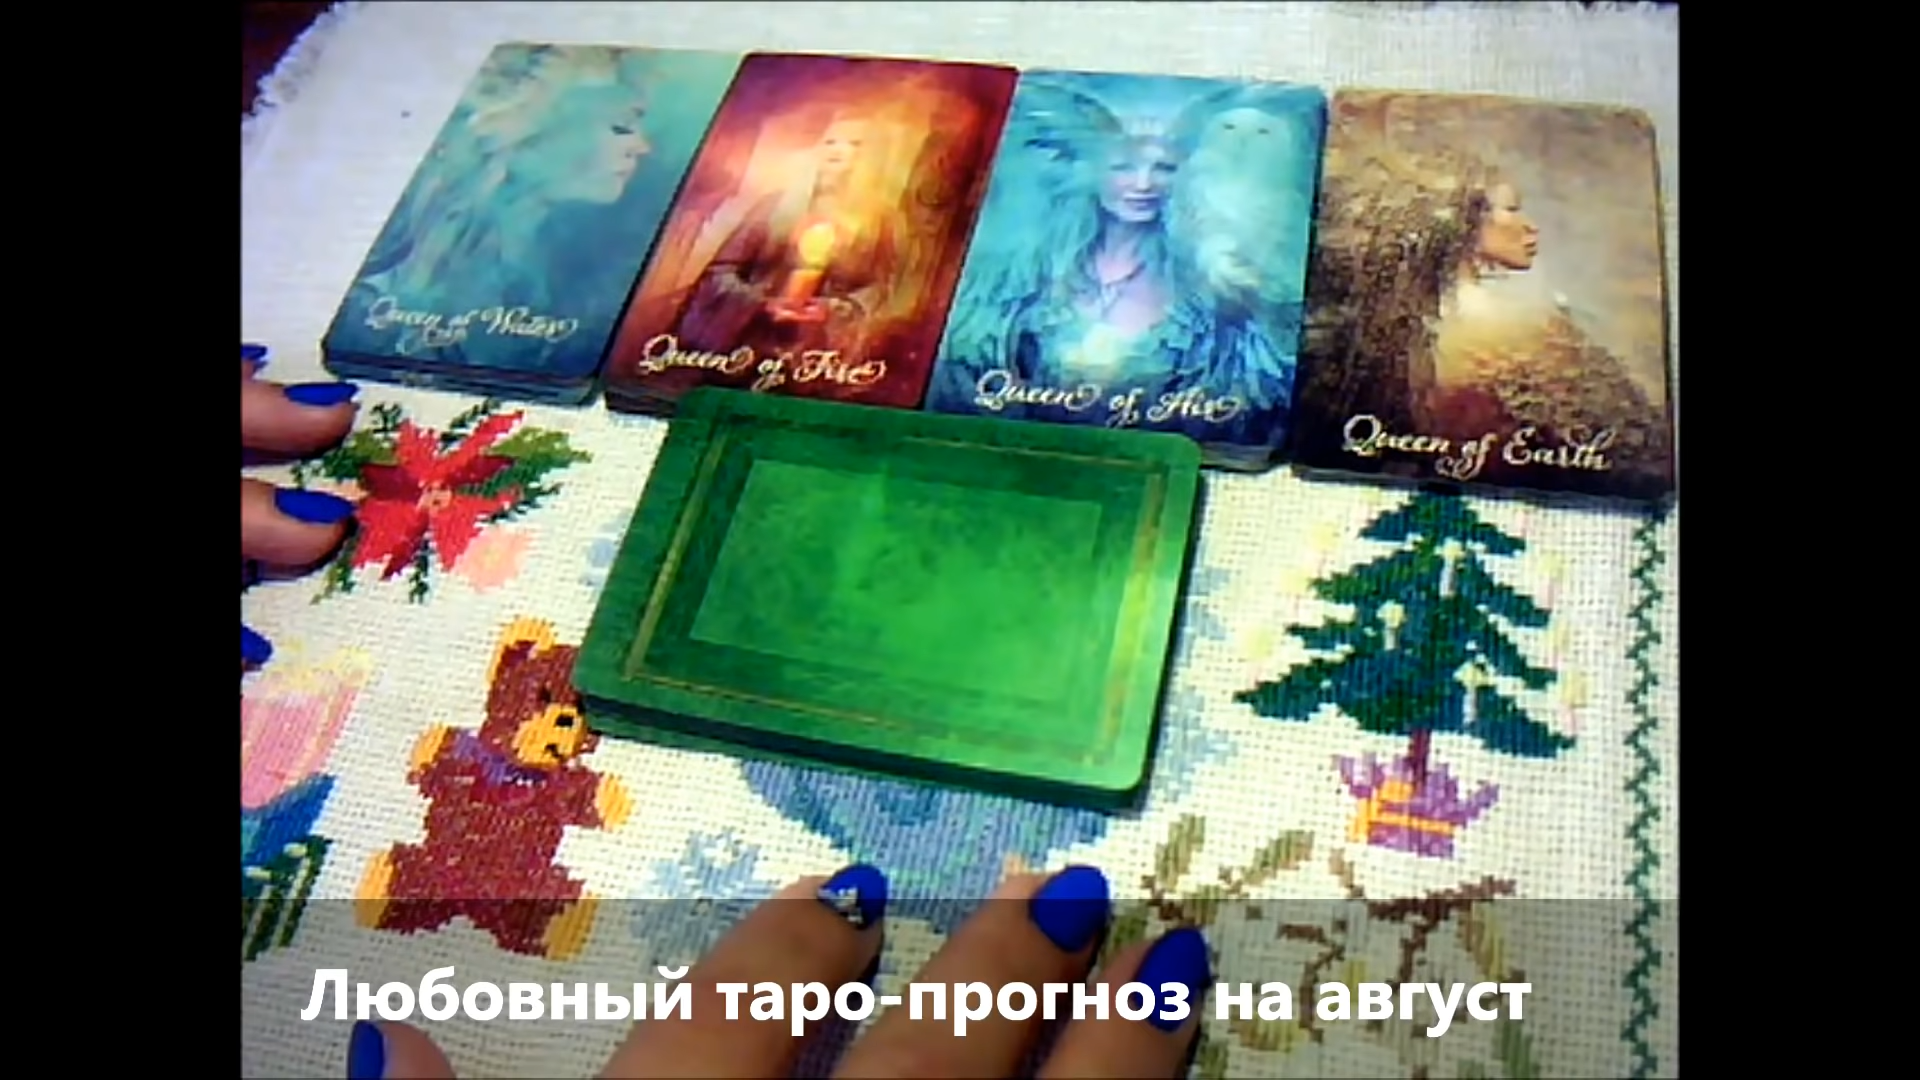 Queen of Water
Queen of Fire
Queen of Air
Queen of Earth
Любовный таро-прогноз на август